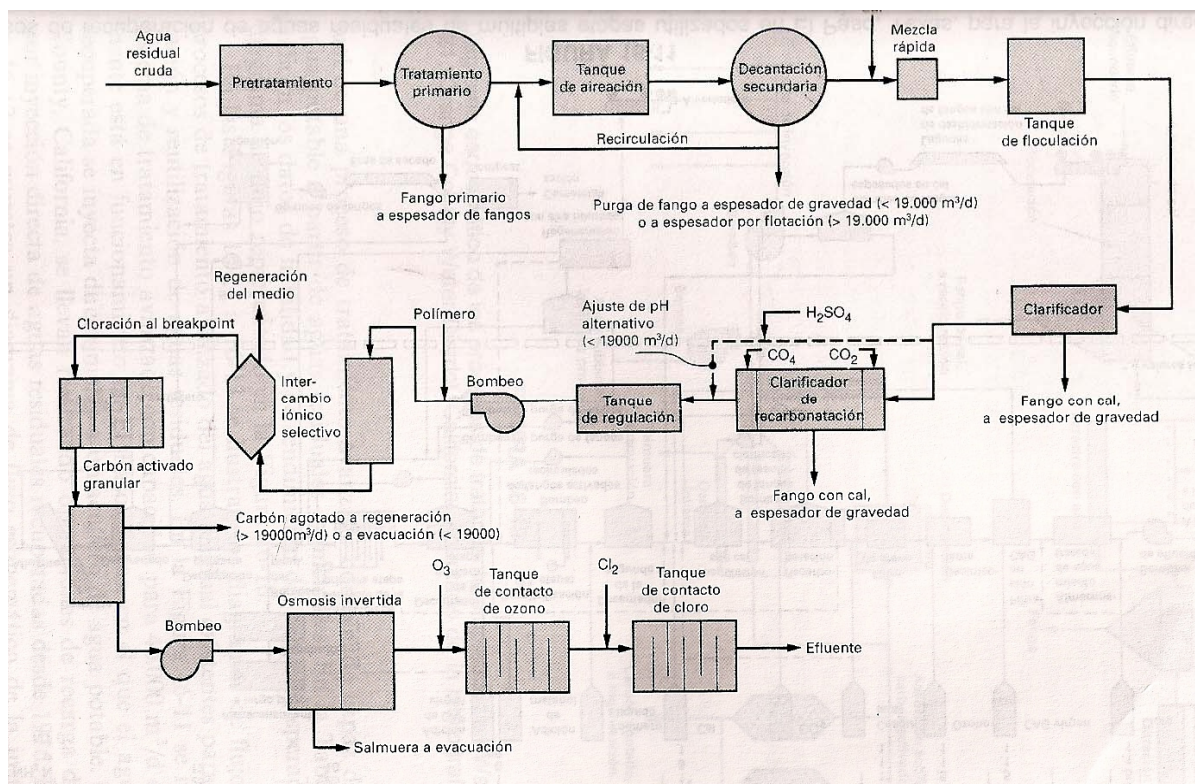 Agua
residual
cruda
Pretratamiento
Tratamiento
primario
Tanque
de aireación
Decantación
secundaria
Mezcla
rápida
Tanque
de floculación
Recirculación
Fango primario
a espesador de fangos
Purga de fango a espesador de gravedad (< 19.000 m³/d)
o a espesador por flotación (> 19.000 m³/d)
Regeneración
del medio
Cloración al breakpoint
Polímero
Ajuste de pH
alternativo
(< 19000 m³/d)
H₂SO₄
Clarificador
CO₄
CO₂
Inter-
cambio
iónico
selectivo
Bombeo
Tanque
de regulación
Clarificador
de
recarbonatación
Fango con cal,
a espesador de gravedad
Carbón activado
granular
Fango con cal,
a espesador de gravedad
Carbón agotado a regeneración
(> 19000m³/d) o a evacuación (< 19000)
O₃
Cl₂
Tanque
de contacto
de ozono
Tanque
de contacto
de cloro
Osmosis invertida
Bombeo
Efluente
Salmuera a evacuación